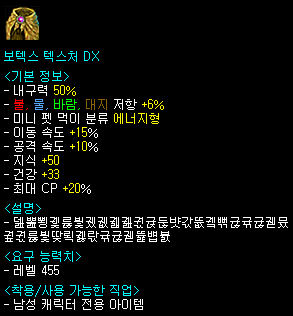 보텍스 텍스처 DX
<기본 정보>
- 내구력 50%
- 불, 물, 바람, 대지 저항 +6%
- 미니 펫 먹이 분류 에너지형
- 이동 속도 +15%
- 공격 속도 +10%
- 지식 +50
- 건강 +33
- 최대 CP +20%
<설명>
<요구 능력치>
- 레벨 455
<착용/사용 가능한 직업>
- 남성 캐릭터 전용 아이템